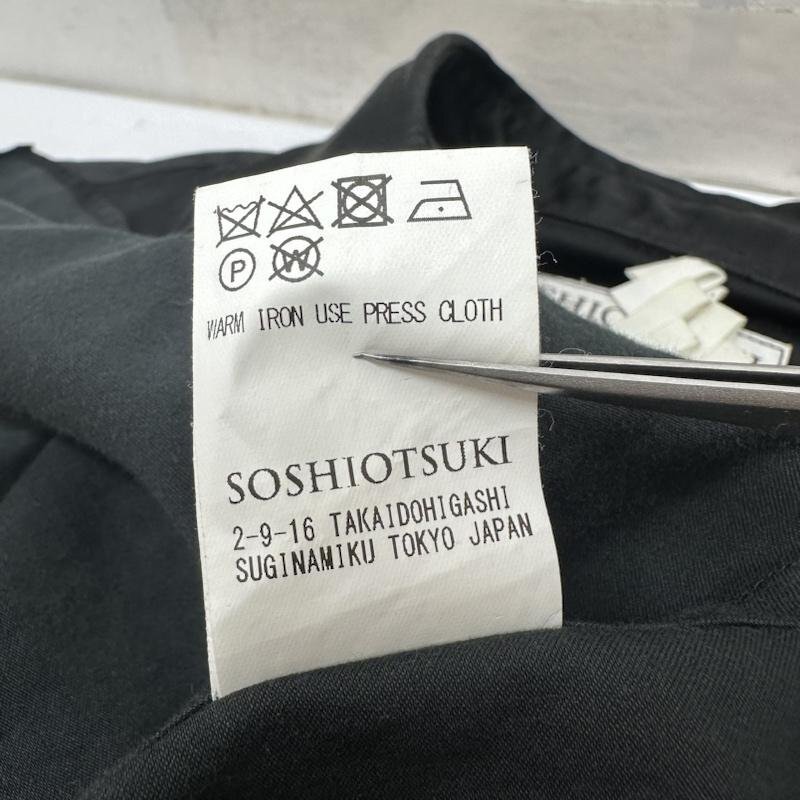 P W
WARM IRON USE PRESS CLOTH
SOSHIOTSUKI
2-9-16 TAKAIDOHIGASHI
SUGINAMIKU TOKYO JAPAN